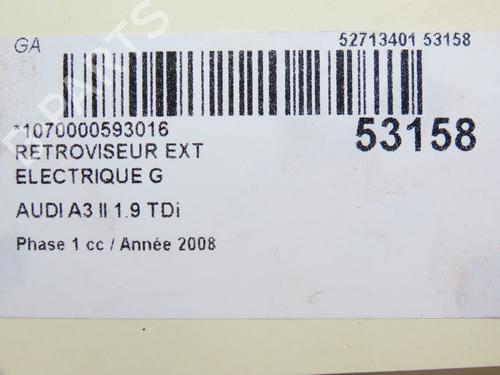 GA 52713401 53158
*1070000593016
53158
RETROVISEUR EXT
ELECTRIQUE G
AUDI A3 II 1.9 TDi
Phase 1 cc / Année 2008